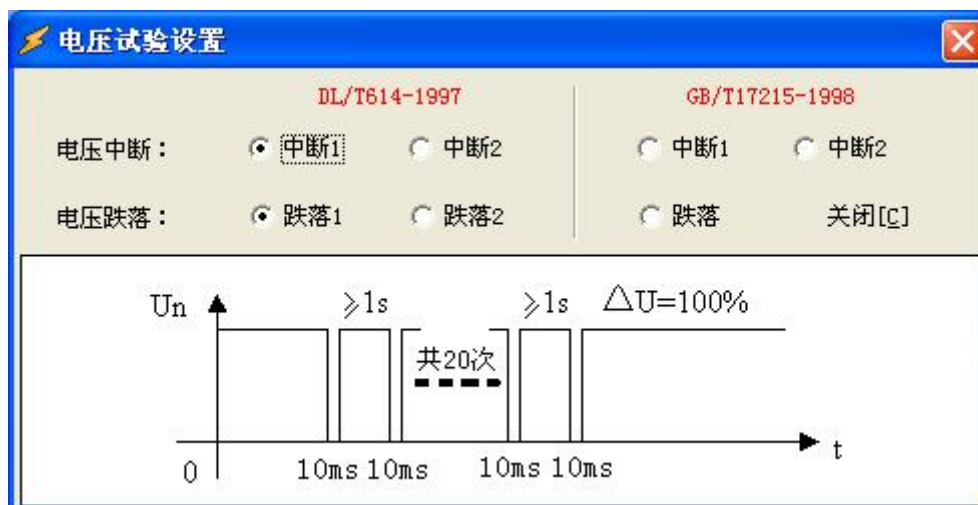 电压试验设置
DL/T614-1997 GB/T17215-1998
电压中断： 中断1 中断2 中断1 中断2
电压跌落： 跌落1 跌落2 跌落 关闭[C]
Un ⩾1s ⩾1s △U=100%
共20次
0 10ms 10ms 10ms 10ms t